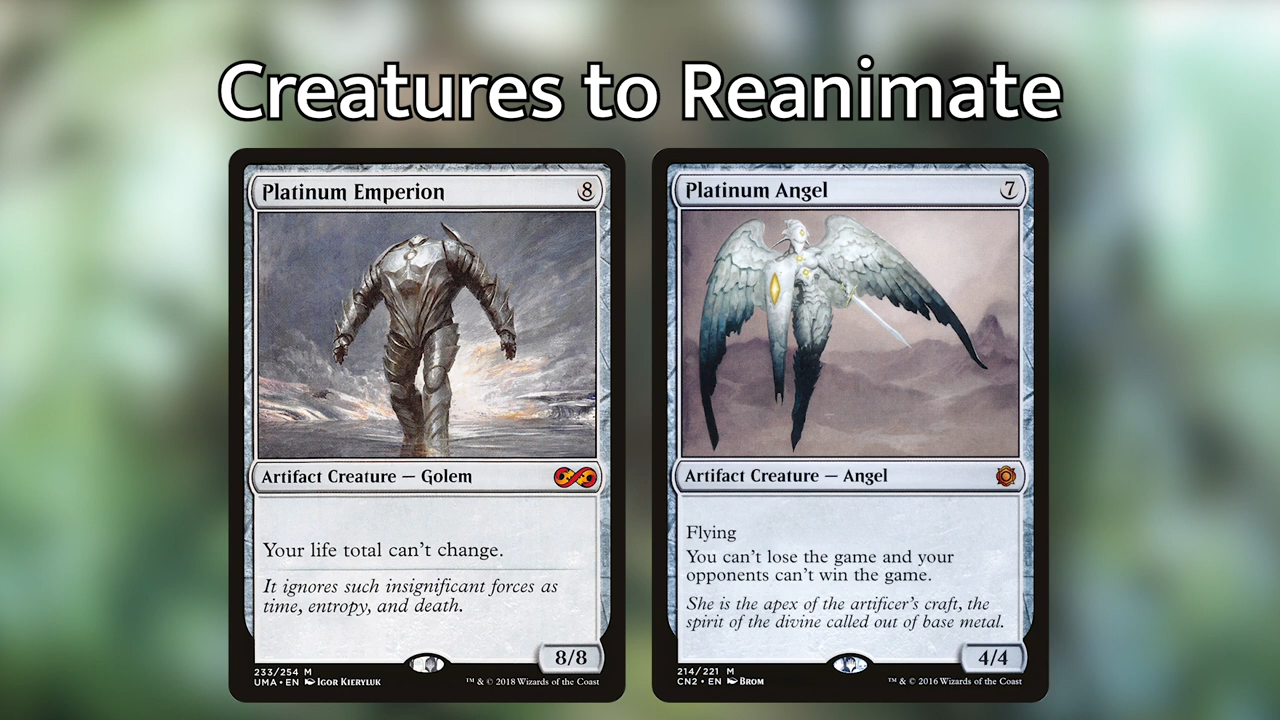 Creatures to Reanimate
Platinum Emperion 8
Artifact Creature — Golem
Your life total can't change.
It ignores such insignificant forces as
time, entropy, and death.
8/8
233/254 M
UMA • EN Igor Kieryluk
™ & © 2018 Wizards of the Coast
Platinum Angel 7
Artifact Creature — Angel
Flying
You can't lose the game and your
opponents can't win the game.
She is the apex of the artificer's craft, the
spirit of the divine called out of base metal.
4/4
214/221 M
CN2 • EN Brom
™ & © 2016 Wizards of the Coast